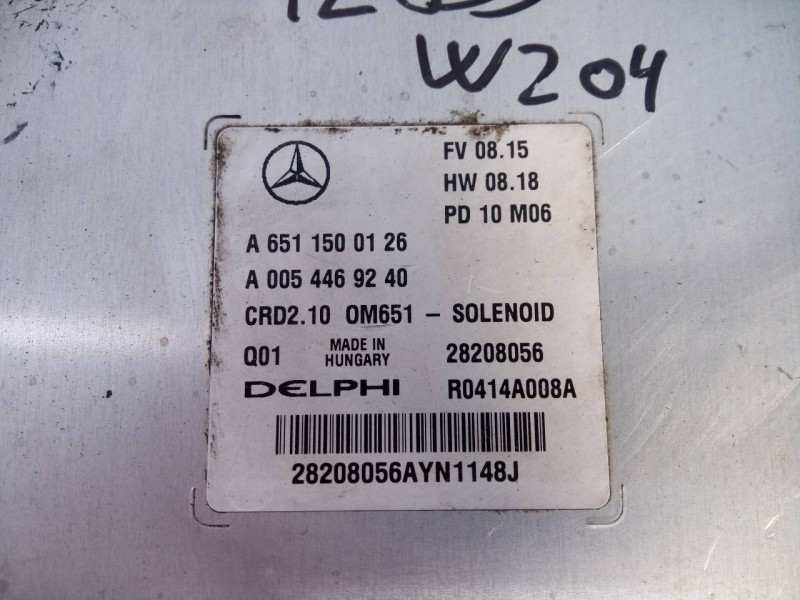 W204
FV 08.15
HW 08.18
PD 10 M06
A 651 150 01 26
A 005 446 92 40
CRD2.10 OM651 – SOLENOID
Q01 MADE IN HUNGARY 28208056
DELPHI R0414A008A
28208056AYN1148J